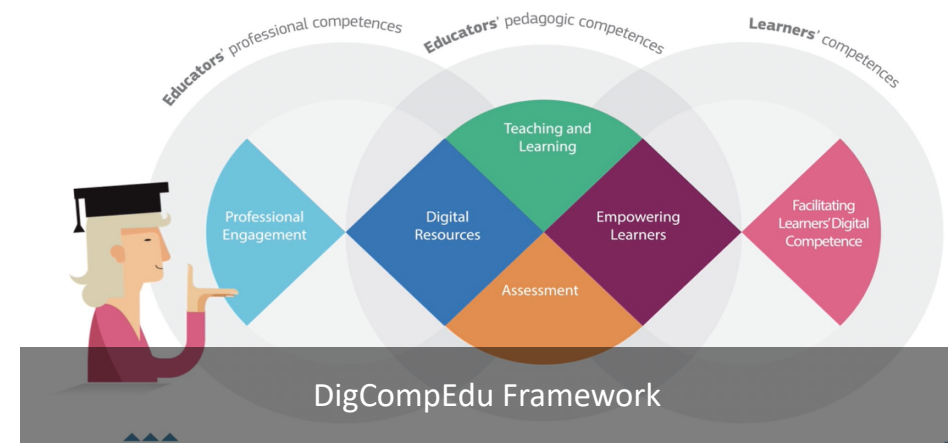 Educators' professional competences
Educators' pedagogic competences
Learners' competences
Teaching and
Learning
Professional
Engagement
Digital
Resources
Empowering
Learners
Facilitating
Learners'Digital
Competence
Assessment
DigCompEdu Framework